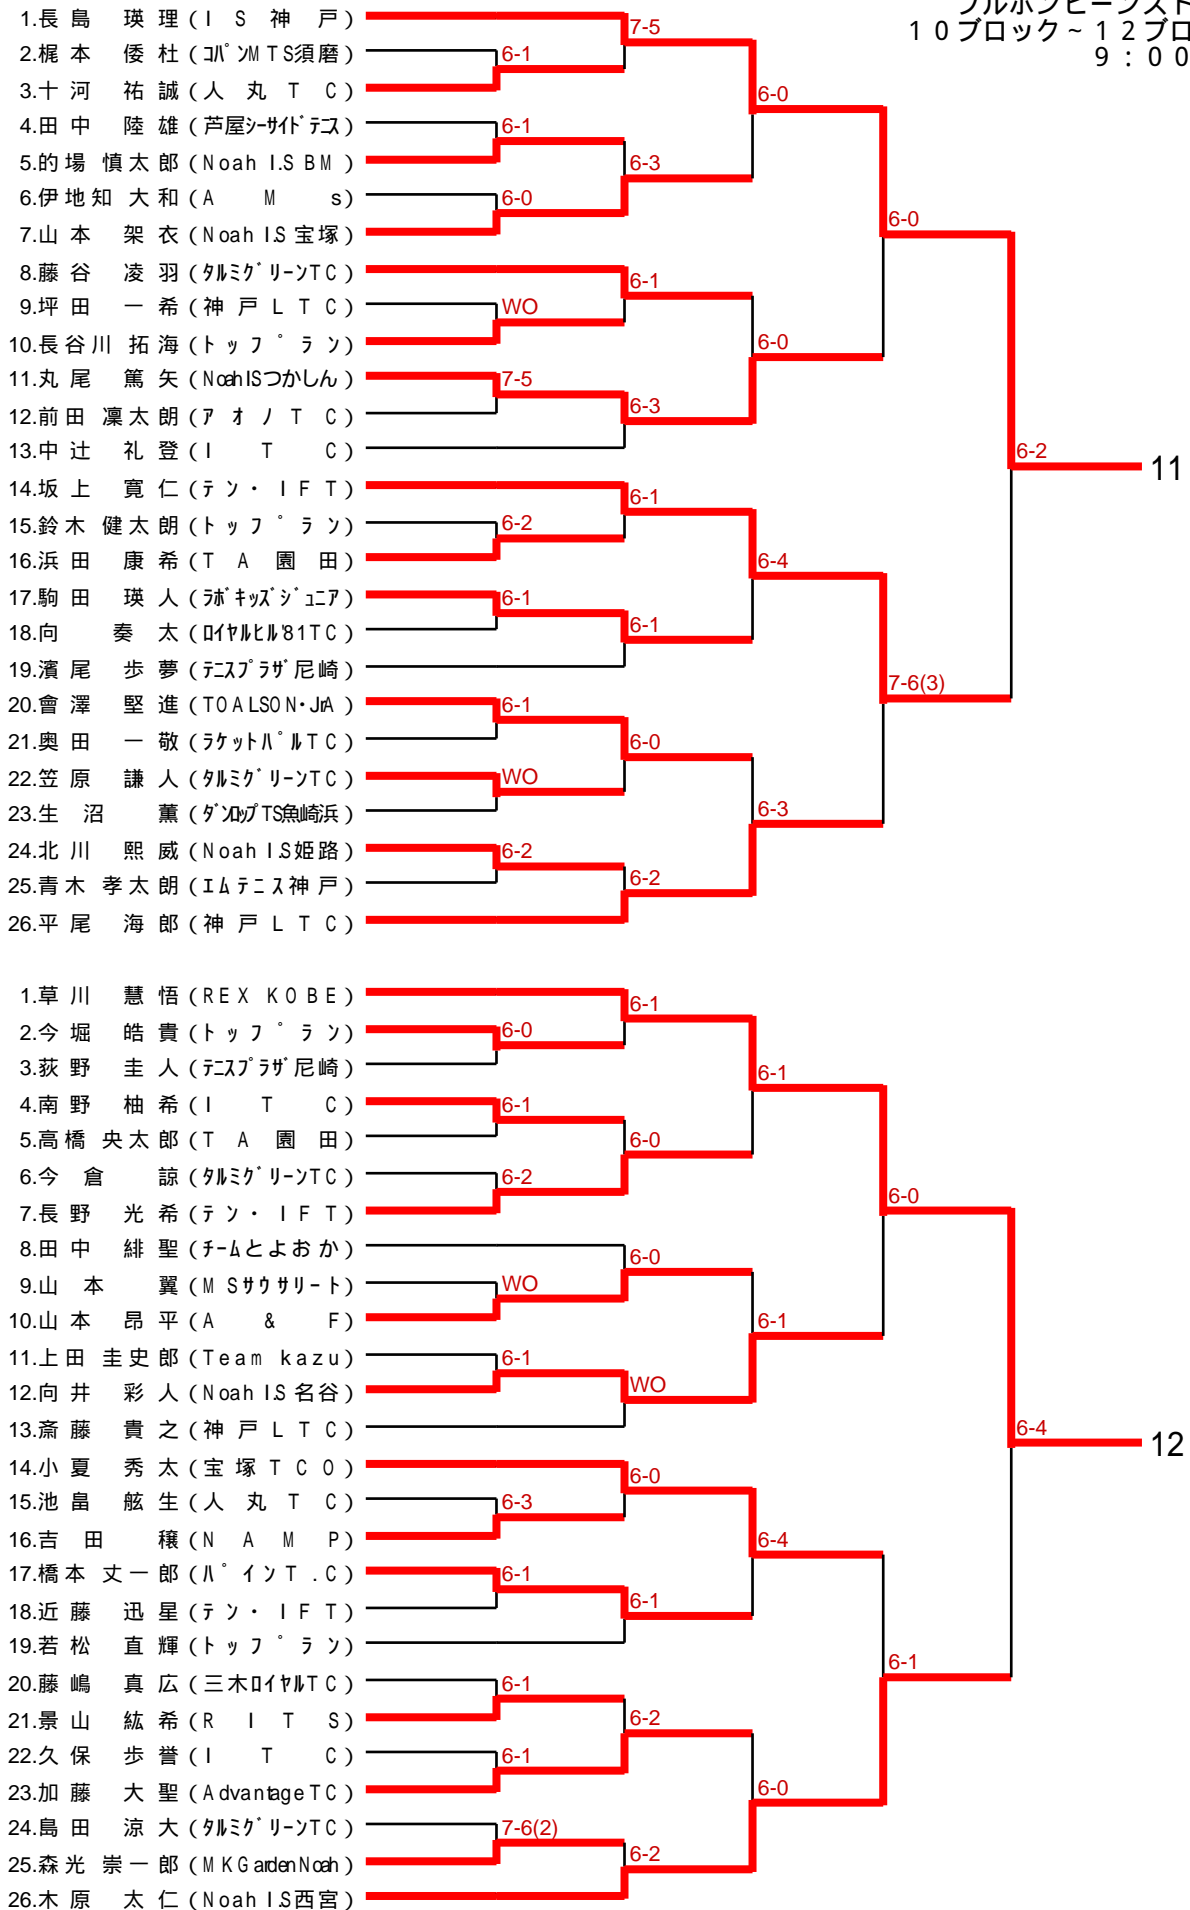 ブルボンビーンスト
10ブロック~12ブロ
9:00
1.長島 瑛理(IS神戸)
7-5
2.梶本 倭杜(コパンMTS須磨)
6-1
3.十河 祐誠(人丸TC)
6-0
4.田中 陸雄(芦屋シーサイドテニス)
6-1
5.的場 慎太郎(Noah I.S BM)
6-3
6.伊地知 大和(A M s)
6-0
7.山本 架衣(Noah I.S 宝塚)
6-0
8.藤谷 凌羽(タルミグリーンTC)
6-1
9.坪田 一希(神戸LTC)
WO
10.長谷川 拓海(トップラン)
6-0
11.丸尾 篤矢(Noah ISつかしん)
7-5
12.前田 凜太朗(アオノTC)
6-3
13.中辻 礼登(I T C)
6-2
11
14.坂上 寛仁(テン・IFT)
6-1
15.鈴木 健太朗(トップラン)
6-2
16.浜田 康希(TA園田)
6-4
17.駒田 瑛人(ラボキッズジュニア)
6-1
18.向 奏太(ロイヤルヒル'81TC)
6-1
19.濱尾 歩夢(テニスプラザ尼崎)
7-6(3)
20.會澤 堅進(TOALSON・JrA)
6-1
21.奥田 一敬(ラケットパルTC)
6-0
22.笠原 謙人(タルミグリーンTC)
WO
23.生沼 薫(ダンロップTS魚崎浜)
6-3
24.北川 熙威(Noah I.S姫路)
6-2
25.青木 孝太朗(エムテニス神戸)
6-2
26.平尾 海郎(神戸LTC)
1.草川 慧悟(REX KOBE)
6-1
2.今堀 皓貴(トップラン)
6-0
3.荻野 圭人(テニスプラザ尼崎)
6-1
4.南野 柚希(I T C)
6-1
5.高橋 央太郎(TA園田)
6-0
6.今倉 諒(タルミグリーンTC)
6-2
7.長野 光希(テン・IFT)
6-0
8.田中 緋聖(チームとよおか)
6-0
9.山本 翼(MSサウサリート)
WO
10.山本 昂平(A & F)
6-1
11.上田 圭史郎(Team kazu)
6-1
12.向井 彩人(Noah I.S 名谷)
WO
13.斎藤 貴之(神戸LTC)
6-4
12
14.小夏 秀太(宝塚TCO)
6-0
15.池畠 舷生(人丸TC)
6-3
16.吉田 穣(NAMP)
6-4
17.橋本 丈一郎(パインT.C)
6-1
18.近藤 迅星(テン・IFT)
6-1
19.若松 直輝(トップラン)
6-1
20.藤嶋 真広(三木ロイヤルTC)
6-1
21.景山 紘希(RITS)
6-2
22.久保 歩誉(I T C)
6-1
23.加藤 大聖(AdvantageTC)
6-0
24.島田 涼大(タルミグリーンTC)
7-6(2)
25.森光 崇一郎(MKGardenNoah)
6-2
26.木原 太仁(Noah I.S西宮)